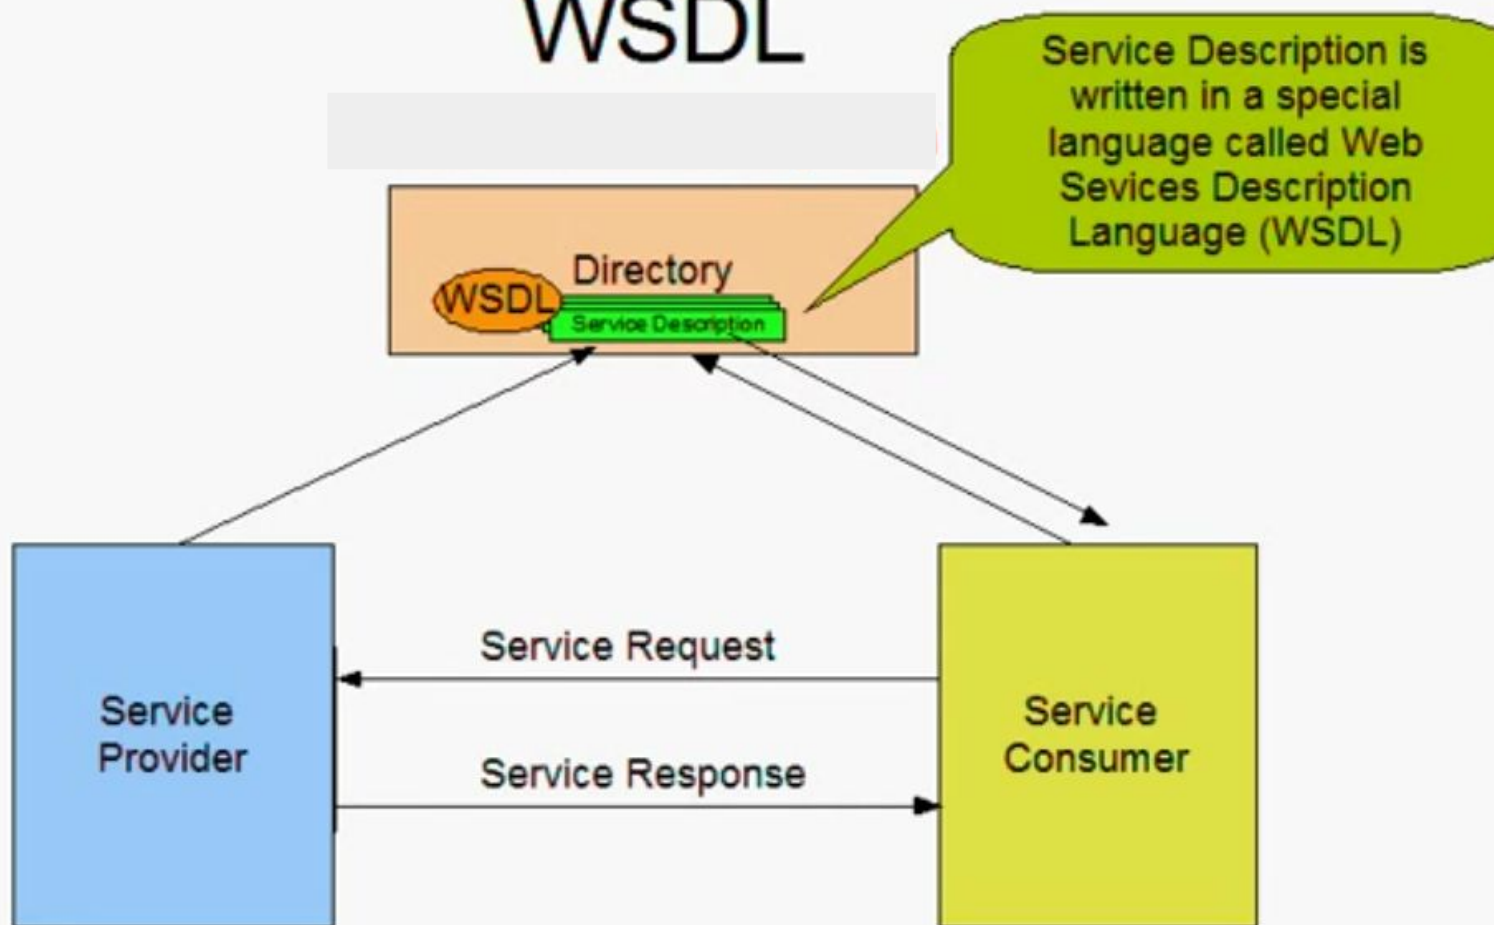 WSDL
Service Description is
written in a special
language called Web
Sevices Description
Language (WSDL)
Directory
WSDL
Service Description
Service Request
Service
Provider
Service
Consumer
Service Response